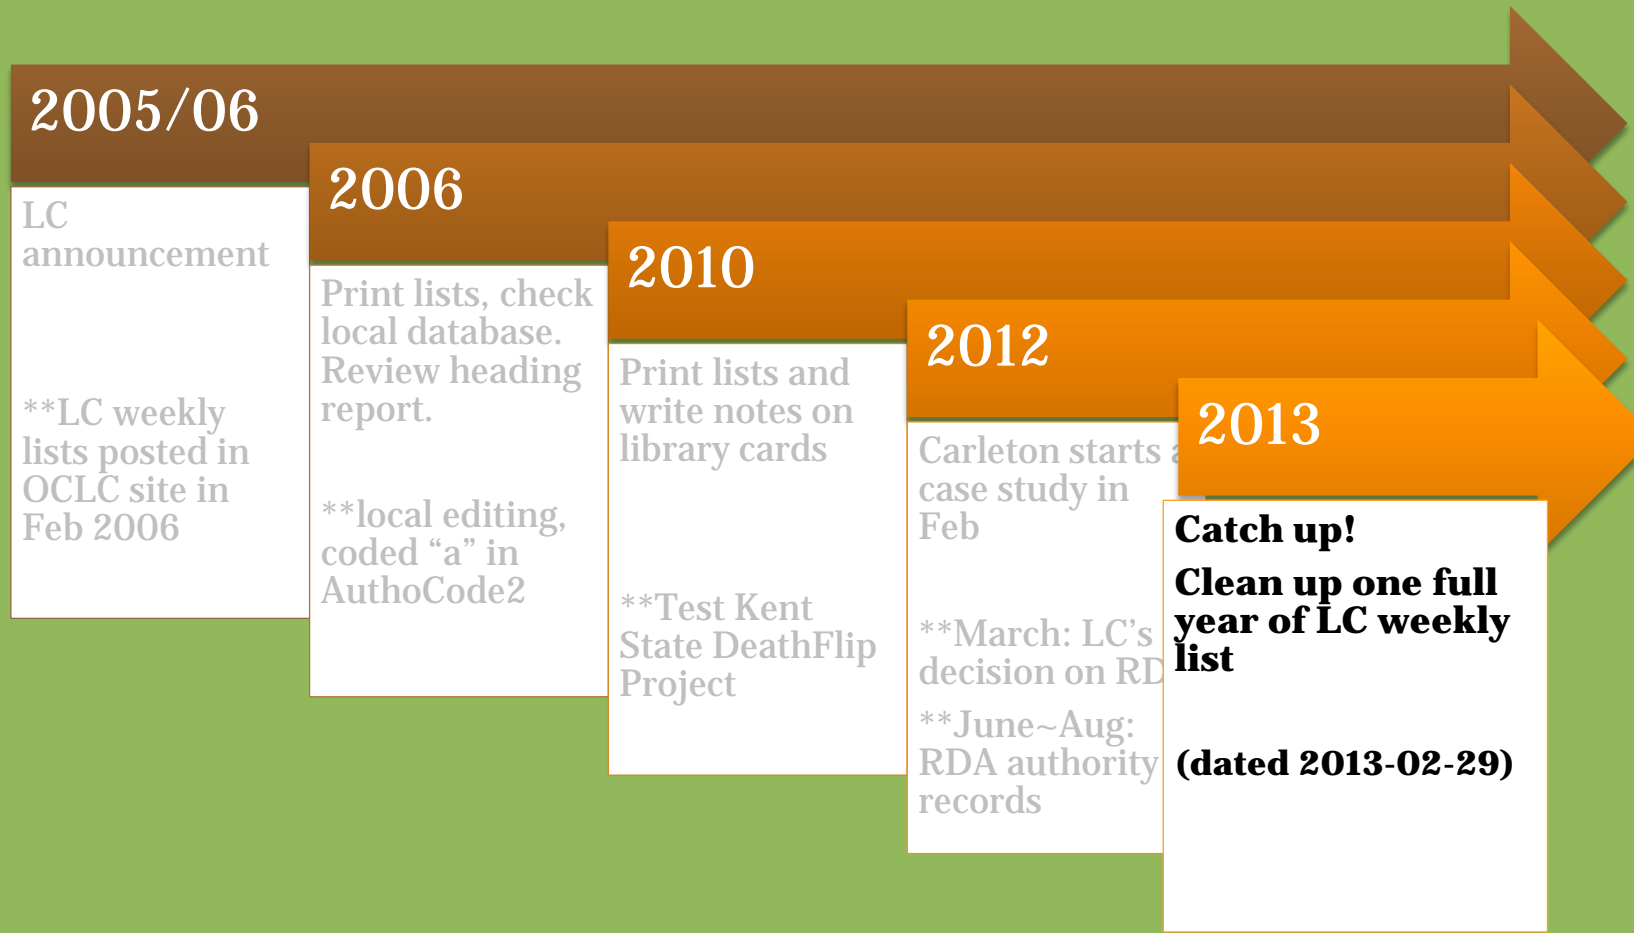 2005/06
LC
announcement
**LC weekly
lists posted in
OCLC site in
Feb 2006
2006
Print lists, check
local database.
Review heading
report.
**local editing,
coded “a” in
AuthoCode2
2010
Print lists and
write notes on
library cards
**Test Kent
State DeathFlip
Project
2012
Carleton starts
case study in
Feb
**March: LC’s
decision on
**June~Aug:
RDA authority
records
2013
Catch up!
Clean up one full
year of LC weekly
list
(dated 2013-02-29)